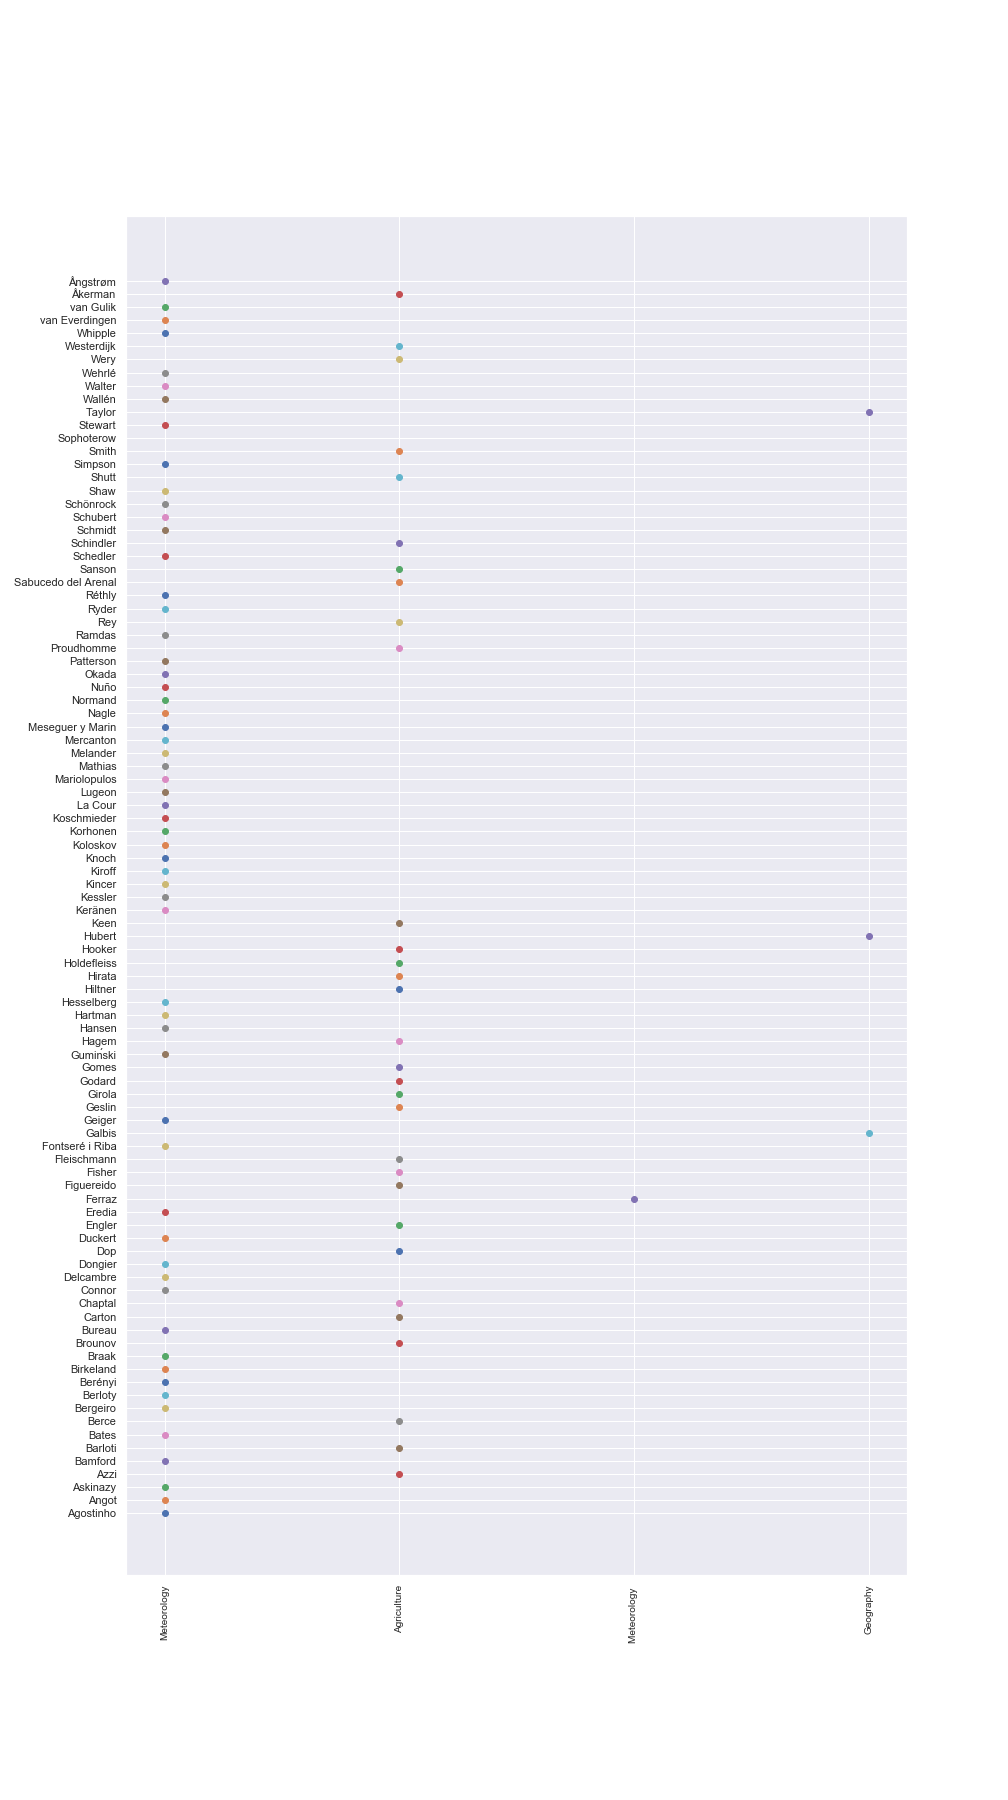 Ångstrøm
Åkerman
van Gulik
van Everdingen
Whipple
Westerdijk
Wery
Wehrlé
Walter
Wallén
Taylor
Stewart
Sophoterow
Smith
Simpson
Shutt
Shaw
Schönrock
Schubert
Schmidt
Schindler
Schedler
Sanson
Sabucedo del Arenal
Réthly
Ryder
Rey
Ramdas
Proudhomme
Patterson
Okada
Nuño
Normand
Nagle
Meseguer y Marin
Mercanton
Melander
Mathias
Mariolopulos
Lugeon
La Cour
Koschmieder
Korhonen
Koloskov
Knoch
Kiroff
Kincer
Kessler
Keränen
Keen
Hubert
Hooker
Holdefleiss
Hirata
Hiltner
Hesselberg
Hartman
Hansen
Hagem
Gumiński
Gomes
Godard
Girola
Geslin
Geiger
Galbis
Fontseré i Riba
Fleischmann
Fisher
Figuereido
Ferraz
Eredia
Engler
Duckert
Dop
Dongier
Delcambre
Connor
Chaptal
Carton
Bureau
Brounov
Braak
Birkeland
Berényi
Berloty
Bergeiro
Berce
Bates
Barloti
Bamford
Azzi
Askinazy
Angot
Agostinho
Meteorology
Agriculture
Meteorology
Geography